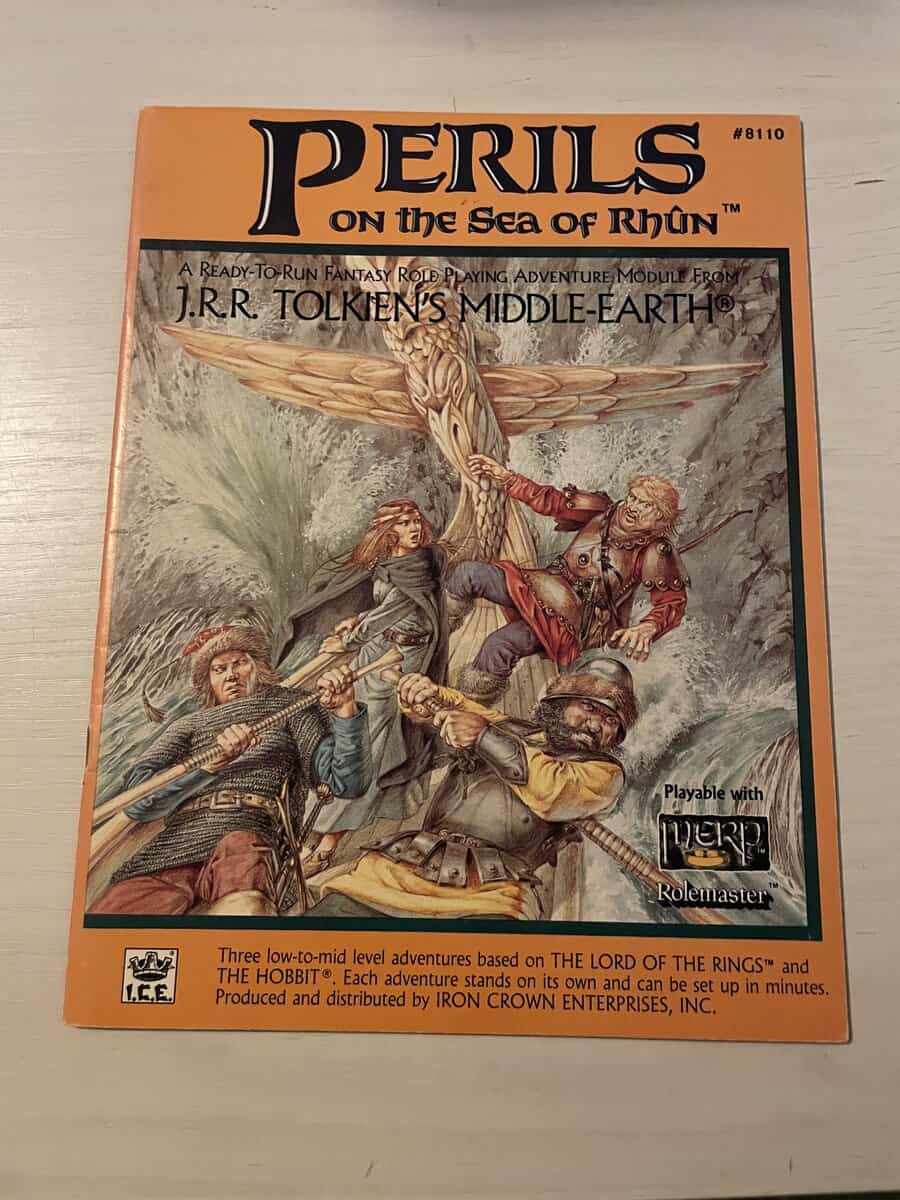 PERILS
#8110
ON the SEA OF RHÛN™
A READY-TO-RUN FANTASY ROLE PLAYING ADVENTURE MODULE FROM
J.R.R. TOLKIEN'S MIDDLE-EARTH®
Playable with
MERP™
Rolemaster™
I.C.E.®
Three low-to-mid level adventures based on THE LORD OF THE RINGS™ and
THE HOBBIT®. Each adventure stands on its own and can be set up in minutes.
Produced and distributed by IRON CROWN ENTERPRISES, INC.